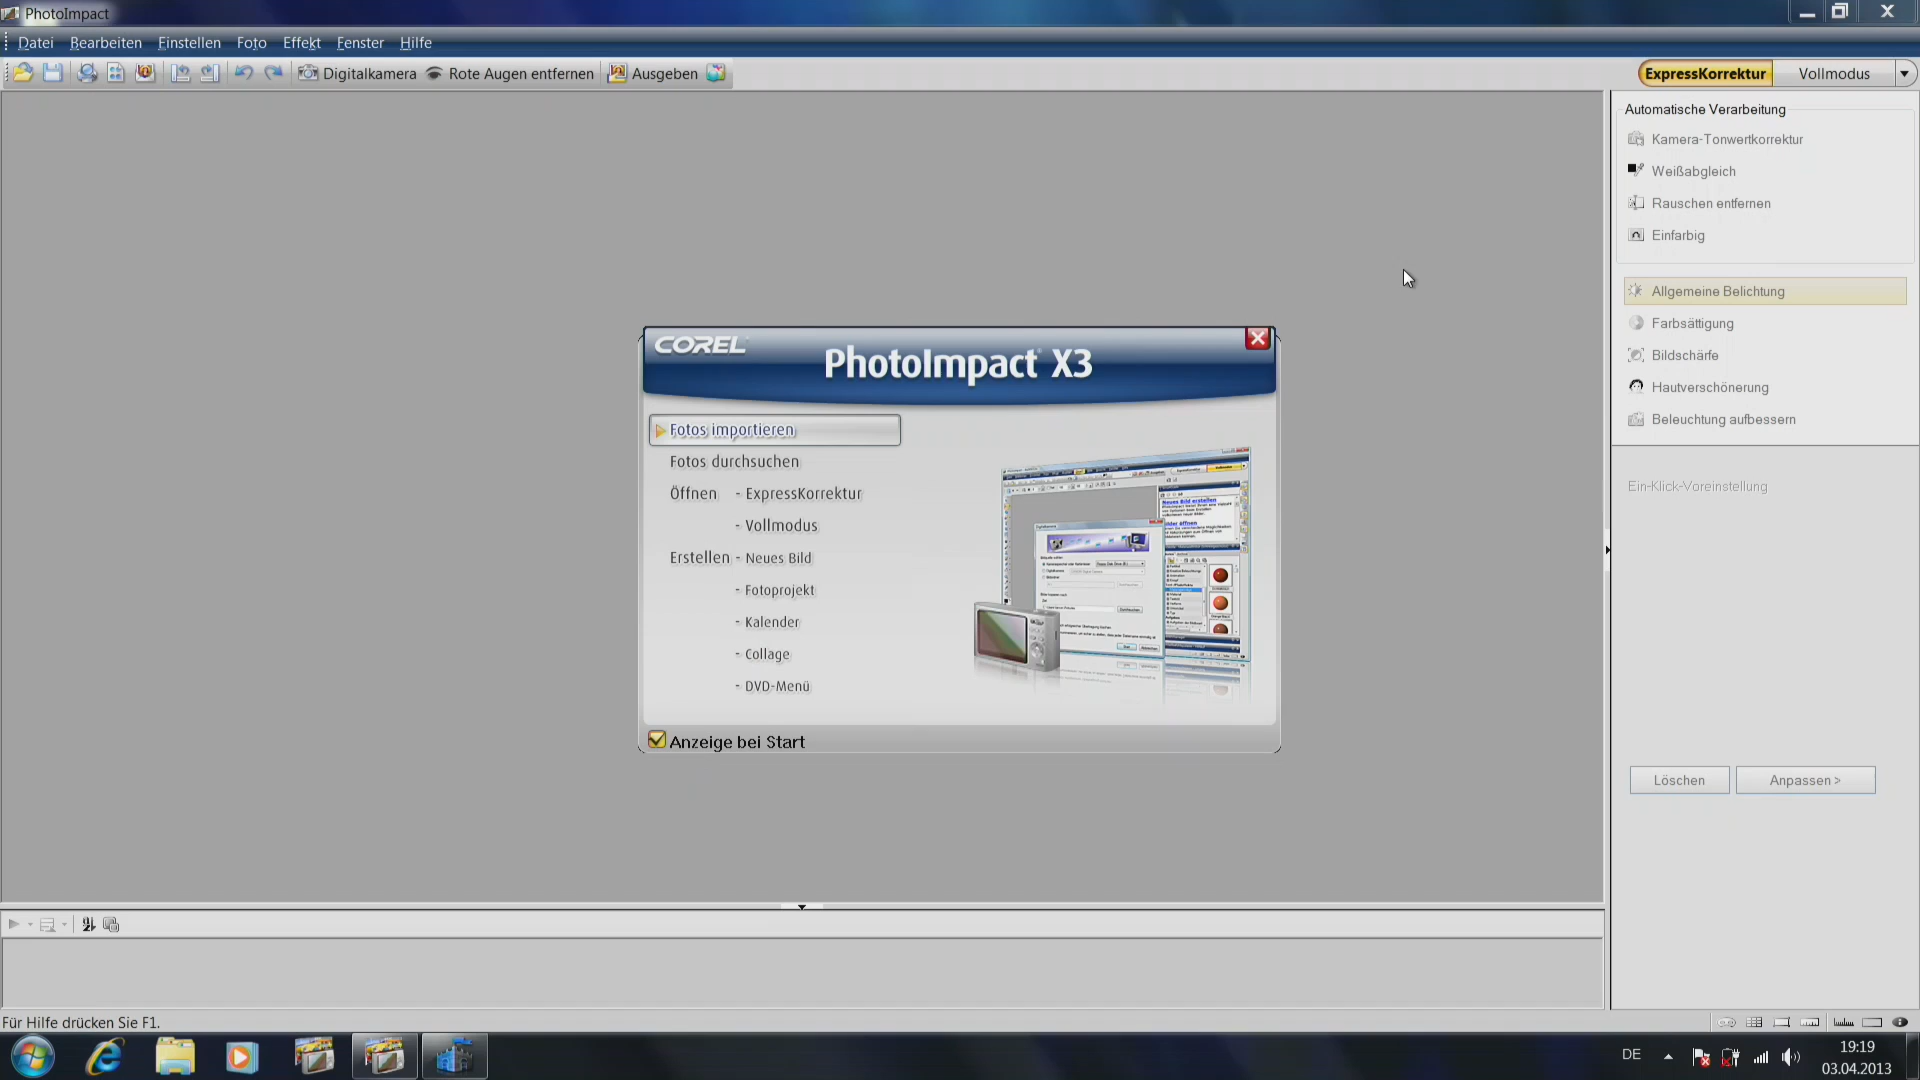 PhotoImpact
Datei Bearbeiten Einstellen Foto Effekt Fenster Hilfe
Digitalkamera Rote Augen entfernen Ausgeben
ExpressKorrektur Vollmodus
Automatische Verarbeitung
Kamera-Tonwertkorrektur
Weißabgleich
Rauschen entfernen
Einfarbig
Allgemeine Belichtung
Farbsättigung
Bildschärfe
Hautverschönerung
Beleuchtung aufbessern
Ein-Klick-Voreinstellung
Löschen Anpassen >
COREL
PhotoImpact X3
Fotos importieren
Fotos durchsuchen
Öffnen - ExpressKorrektur
- Vollmodus
Erstellen - Neues Bild
- Fotoprojekt
- Kalender
- Collage
- DVD-Menü
Neues Bild erstellen
Anzeige bei Start
Für Hilfe drücken Sie F1.
DE
19:19
03.04.2013